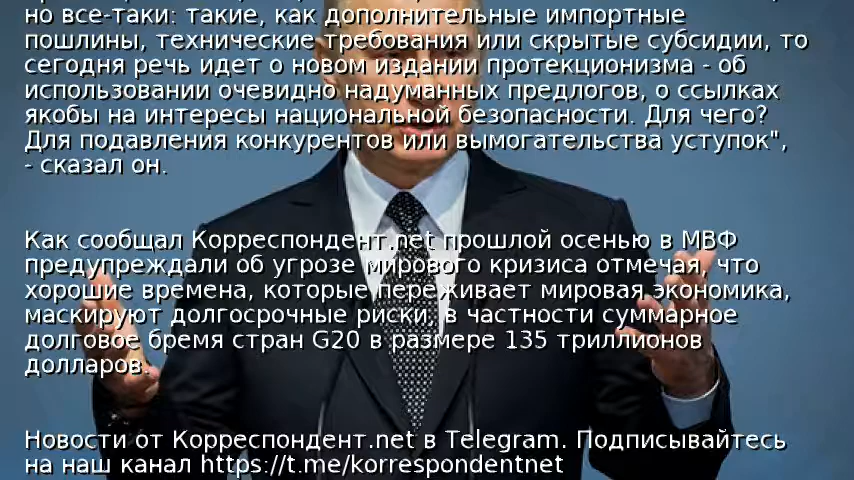 но все-таки: такие, как дополнительные импортные
пошлины, технические требования или скрытые субсидии, то
сегодня речь идет о новом издании протекционизма - об
использовании очевидно надуманных предлогов, о ссылках
якобы на интересы национальной безопасности. Для чего?
Для подавления конкурентов или вымогательства уступок",
- сказал он.
Как сообщал Корреспондент.net прошлой осенью в МВФ
предупреждали об угрозе мирового кризиса отмечая, что
хорошие времена, которые переживает мировая экономика,
маскируют долгосрочные риски, в частности суммарное
долговое бремя стран G20 в размере 135 триллионов
долларов.
Новости от Корреспондент.net в Telegram. Подписывайтесь
на наш канал https://t.me/korrespondentnet